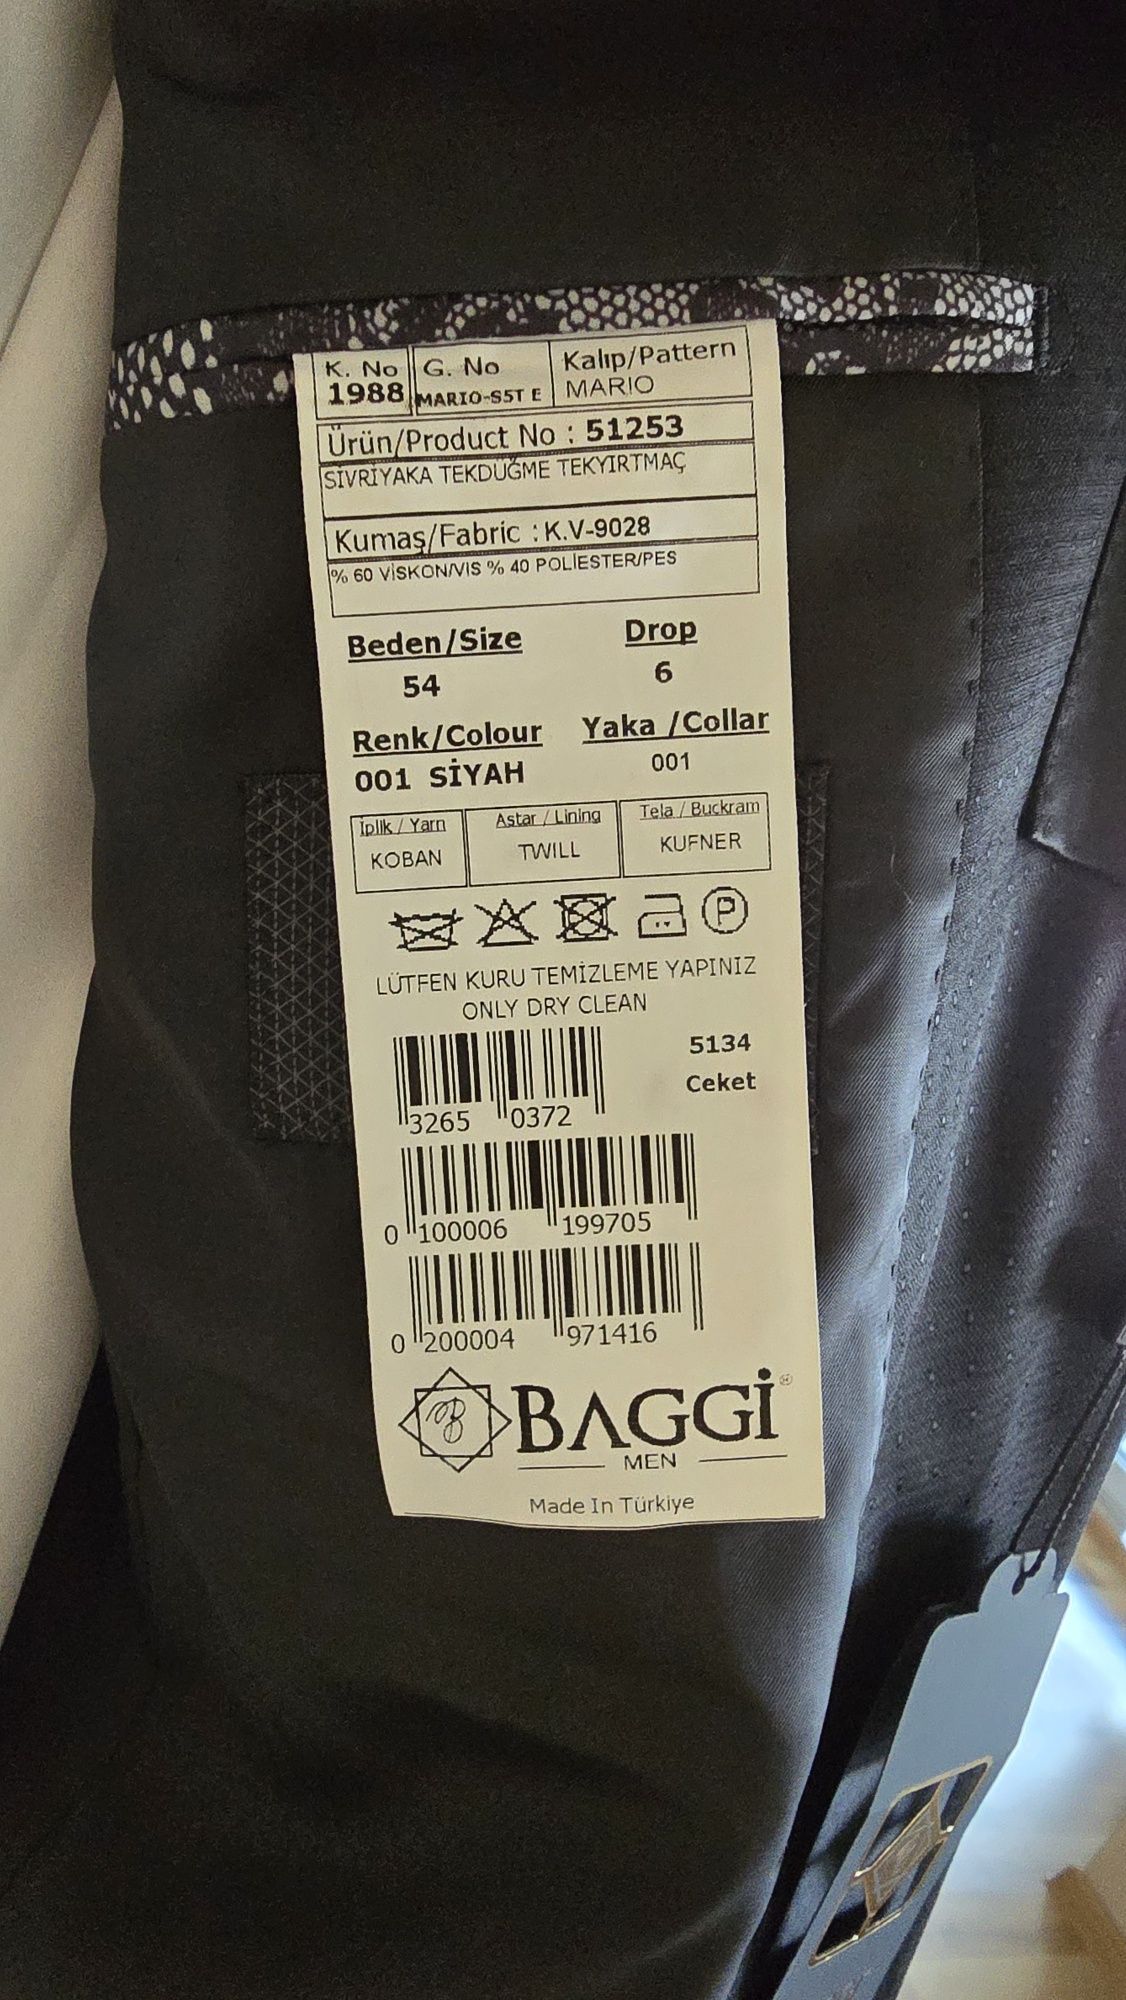 K. No
1988
G. No
MARIO-S5T E
Kalıp/Pattern
MARIO
Ürün/Product No : 51253
SİVRİYAKA TEKDÜĞME TEKYIRTMAÇ
Kumaş/Fabric : K.V-9028
% 60 VİSKON/VIS % 40 POLİESTER/PES
Beden/Size
54
Drop
6
Renk/Colour
001 SİYAH
Yaka /Collar
001
İplik / Yarn
KOBAN
Astar / Lining
TWILL
Tela / Buckram
KUFNER
P
LÜTFEN KURU TEMİZLEME YAPINIZ
ONLY DRY CLEAN
5134
Ceket
3265 0372
0 100006 199705
0 200004 971416
BAGGİ ®
MEN
Made In Türkiye